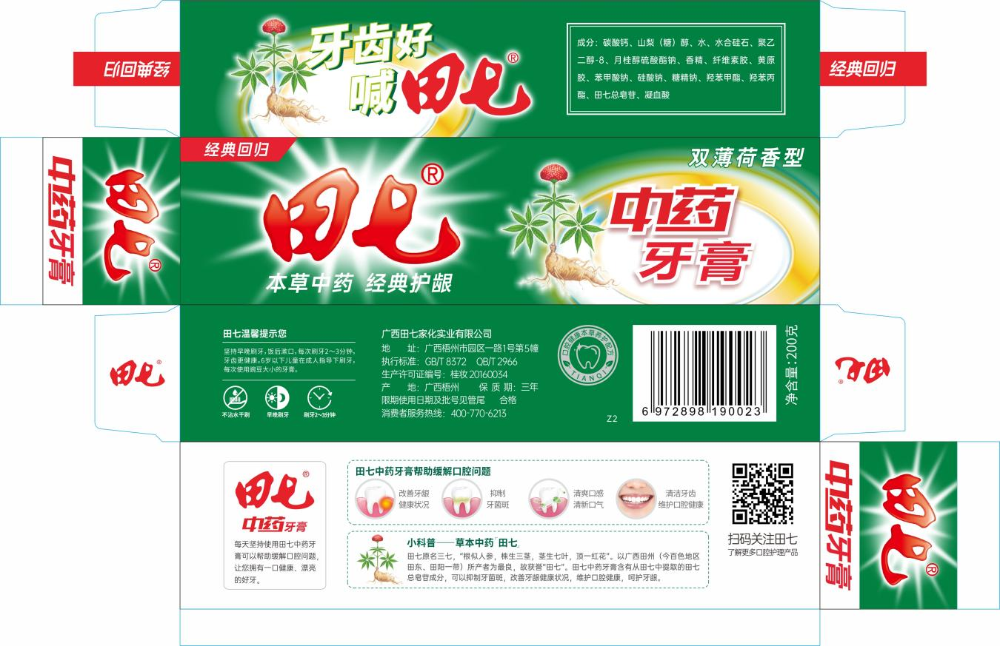 经典回归
牙齿好
喊田七®
成分：碳酸钙、山梨（糖）醇、水、水合硅石、聚乙
二醇-8、月桂醇硫酸酯钠、香精、纤维素胶、黄原
胶、苯甲酸钠、硅酸钠、糖精钠、羟苯甲酯、羟苯丙
酯、田七总皂苷、凝血酸
经典回归
中药牙膏
田七®
经典回归
田七®
本草中药 经典护龈
双薄荷香型
中药
牙膏
田七®
田七温馨提示您
坚持早晚刷牙，饭后漱口，每次刷牙2～3分钟，
牙齿更健康。6岁以下儿童在成人指导下刷牙，
每次使用豌豆大小的牙膏。
不沾水干刷
早晚刷牙
刷牙2～3分钟
广西田七家化实业有限公司
地 址：广西梧州市园区一路1号第5幢
执行标准：GB/T 8372 QB/T 2966
生产许可证编号：桂妆20160034
产 地：广西梧州 保 质 期：三年
限期使用日期及批号见管尾 合格
消费者服务热线：400-770-6213
口腔健康本草养护配方
TIANQI
Z2
6 972898 190023
净含量：200克
田七®
田七®
中药牙膏
每天坚持使用田七中药牙
膏可以帮助缓解口腔问题，
让您拥有一口健康、漂亮
的好牙。
田七中药牙膏帮助缓解口腔问题
改善牙龈
健康状况
抑制
牙菌斑
清爽口感
清新口气
清洁牙齿
维护口腔健康
小科普——草本中药「田七」
田七原名三七，“根似人参，株生三茎，茎生七叶，顶一红花”。以广西田州（今百色地区
田东、田阳一带）所产者为最良，故获誉“田七”。田七中药牙膏含有从田七中提取的田七
总皂苷成分，可以抑制牙菌斑，改善牙龈健康状况，维护口腔健康，呵护牙龈。
扫码关注田七
了解更多口腔护理产品
中药牙膏
田七®